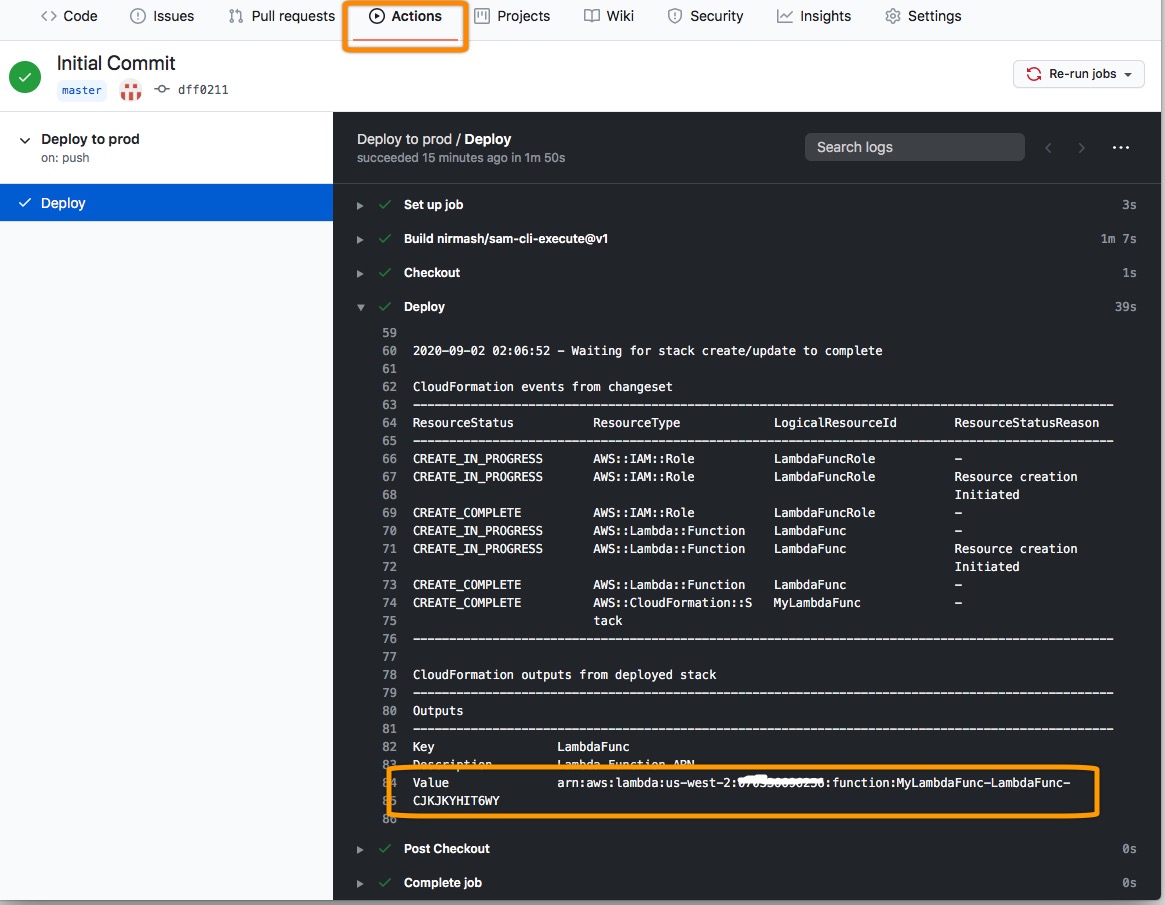 Code Issues Pull requests Actions Projects Wiki Security Insights Settings
Initial Commit
master dff0211
Re-run jobs
Deploy to prod
on: push
Deploy
Deploy to prod / Deploy
succeeded 15 minutes ago in 1m 50s
Search logs
Set up job 3s
Build nirmash/sam-cli-execute@v1 1m 7s
Checkout 1s
Deploy 39s
59
60 2020-09-02 02:06:52 - Waiting for stack create/update to complete
61
62 CloudFormation events from changeset
63 -------------------------------------------------------------------------------------------------
64 ResourceStatus ResourceType LogicalResourceId ResourceStatusReason
65 -------------------------------------------------------------------------------------------------
66 CREATE_IN_PROGRESS AWS::IAM::Role LambdaFuncRole -
67 CREATE_IN_PROGRESS AWS::IAM::Role LambdaFuncRole Resource creation
68 Initiated
69 CREATE_COMPLETE AWS::IAM::Role LambdaFuncRole -
70 CREATE_IN_PROGRESS AWS::Lambda::Function LambdaFunc -
71 CREATE_IN_PROGRESS AWS::Lambda::Function LambdaFunc Resource creation
72 Initiated
73 CREATE_COMPLETE AWS::Lambda::Function LambdaFunc -
74 CREATE_COMPLETE AWS::CloudFormation::S MyLambdaFunc -
75 tack
76 -------------------------------------------------------------------------------------------------
77
78 CloudFormation outputs from deployed stack
79 -------------------------------------------------------------------------------------------------
80 Outputs
81 -------------------------------------------------------------------------------------------------
82 Key LambdaFunc
83 Description Lambda Function ARN
84 Value arn:aws:lambda:us-west-2: :function:MyLambdaFunc-LambdaFunc-
85 CJKJKYHIT6WY
86
Post Checkout 0s
Complete job 0s